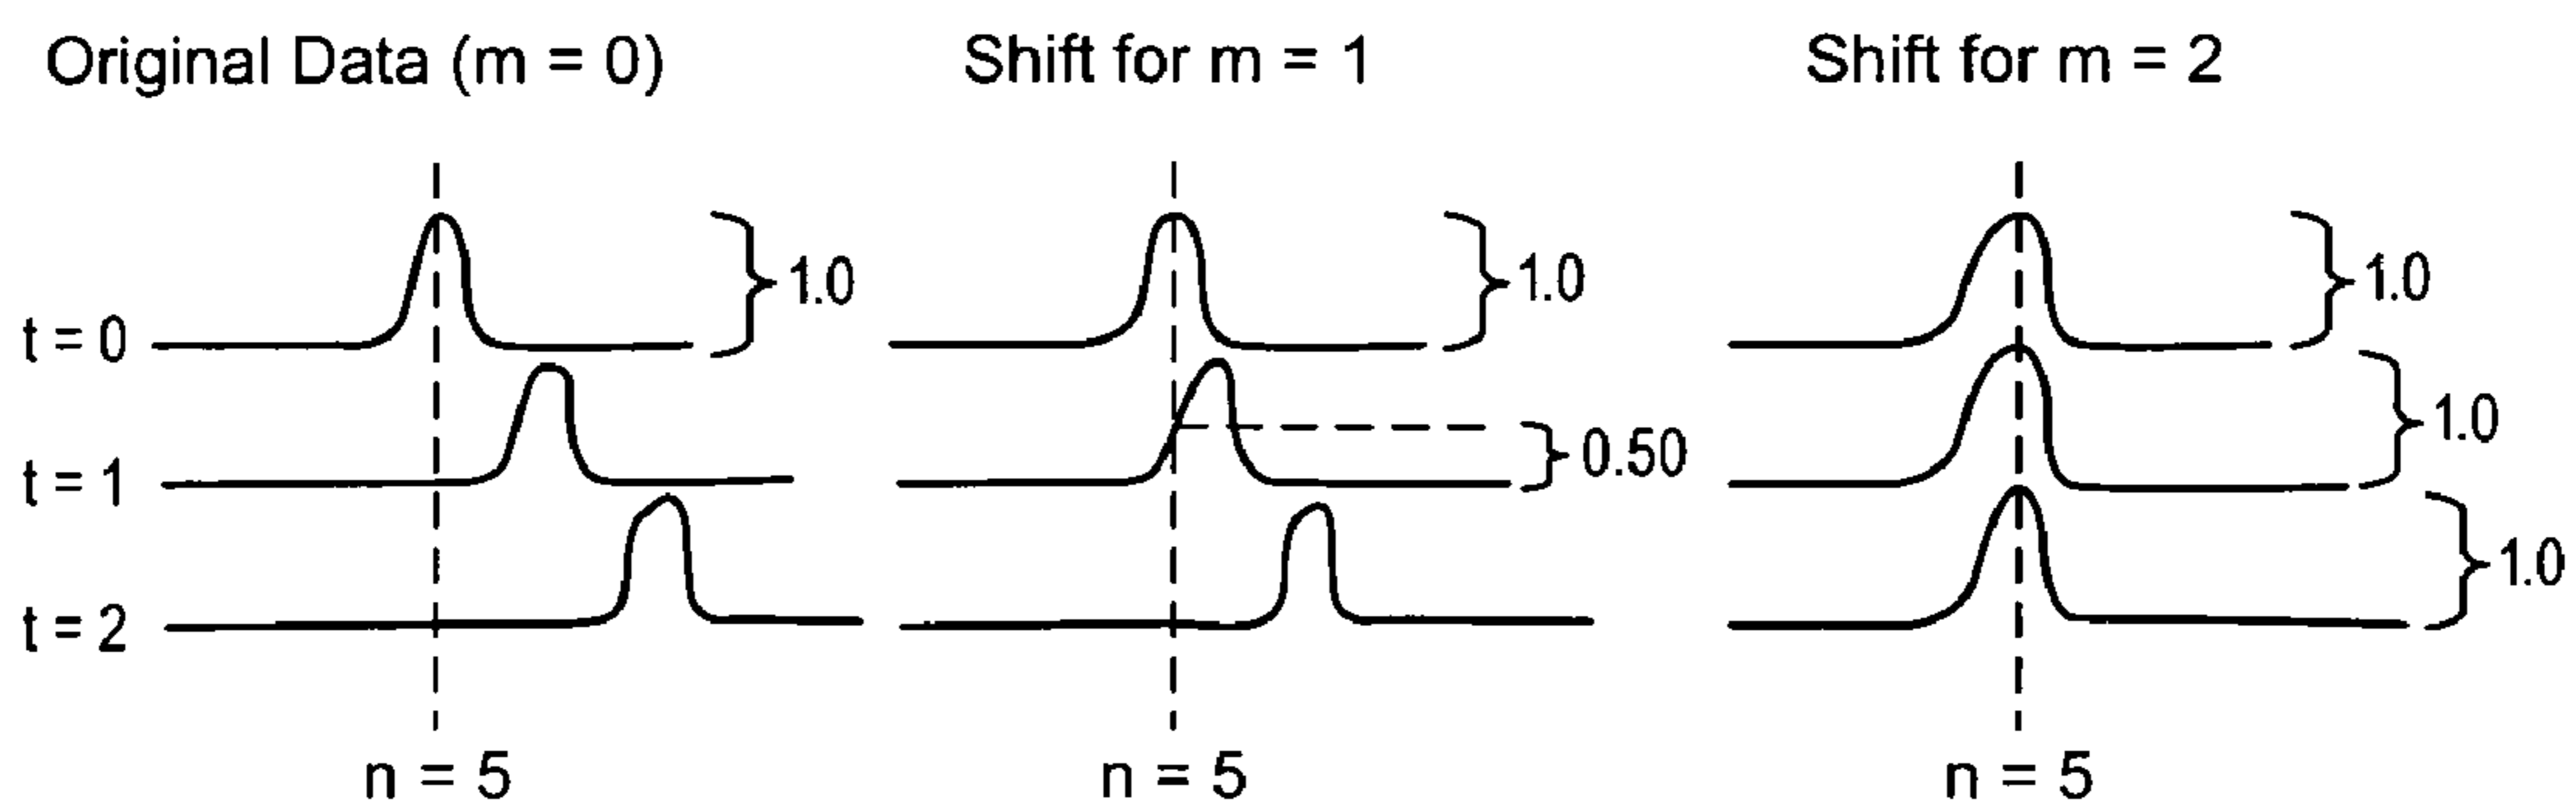 Original Data (m = 0)
Shift for m = 1
Shift for m = 2
1.0
1.0
1.0
t = 0
1.0
t = 1
0.50
1.0
t = 2
n = 5
n = 5
n = 5